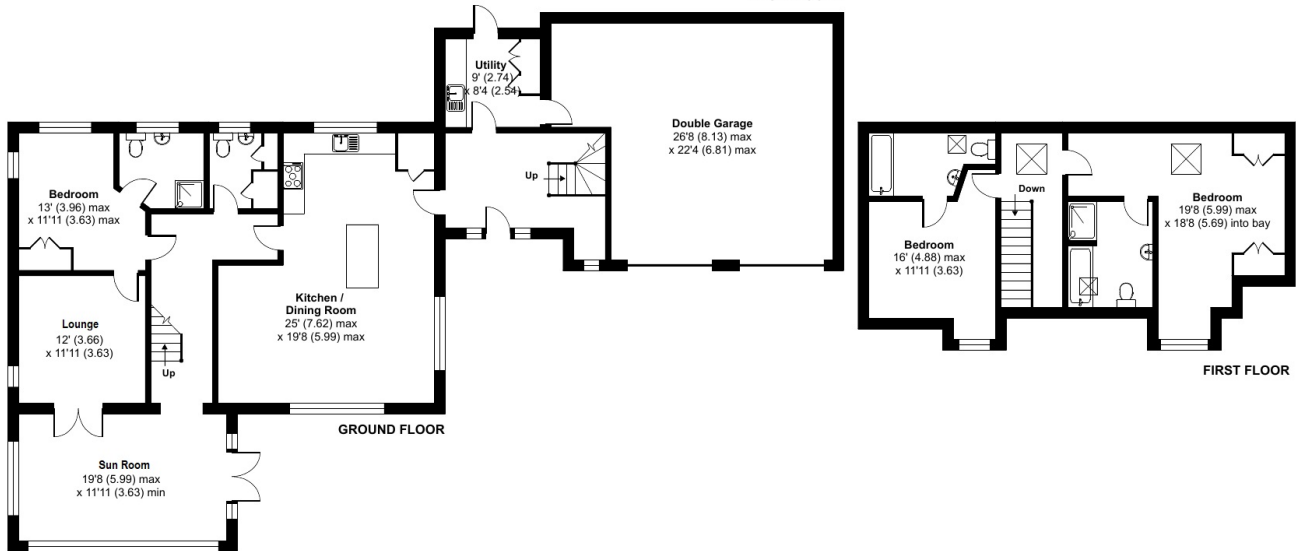 Utility
9' (2.74)
x 8'4 (2.54)
Double Garage
26'8 (8.13) max
x 22'4 (6.81) max
Up
Bedroom
13' (3.96) max
x 11'11 (3.63) max
Kitchen /
Dining Room
25' (7.62) max
x 19'8 (5.99) max
Lounge
12' (3.66)
x 11'11 (3.63)
Up
Sun Room
19'8 (5.99) max
x 11'11 (3.63) min
GROUND FLOOR
Down
Bedroom
16' (4.88) max
x 11'11 (3.63)
Bedroom
19'8 (5.99) max
x 18'8 (5.69) into bay
FIRST FLOOR